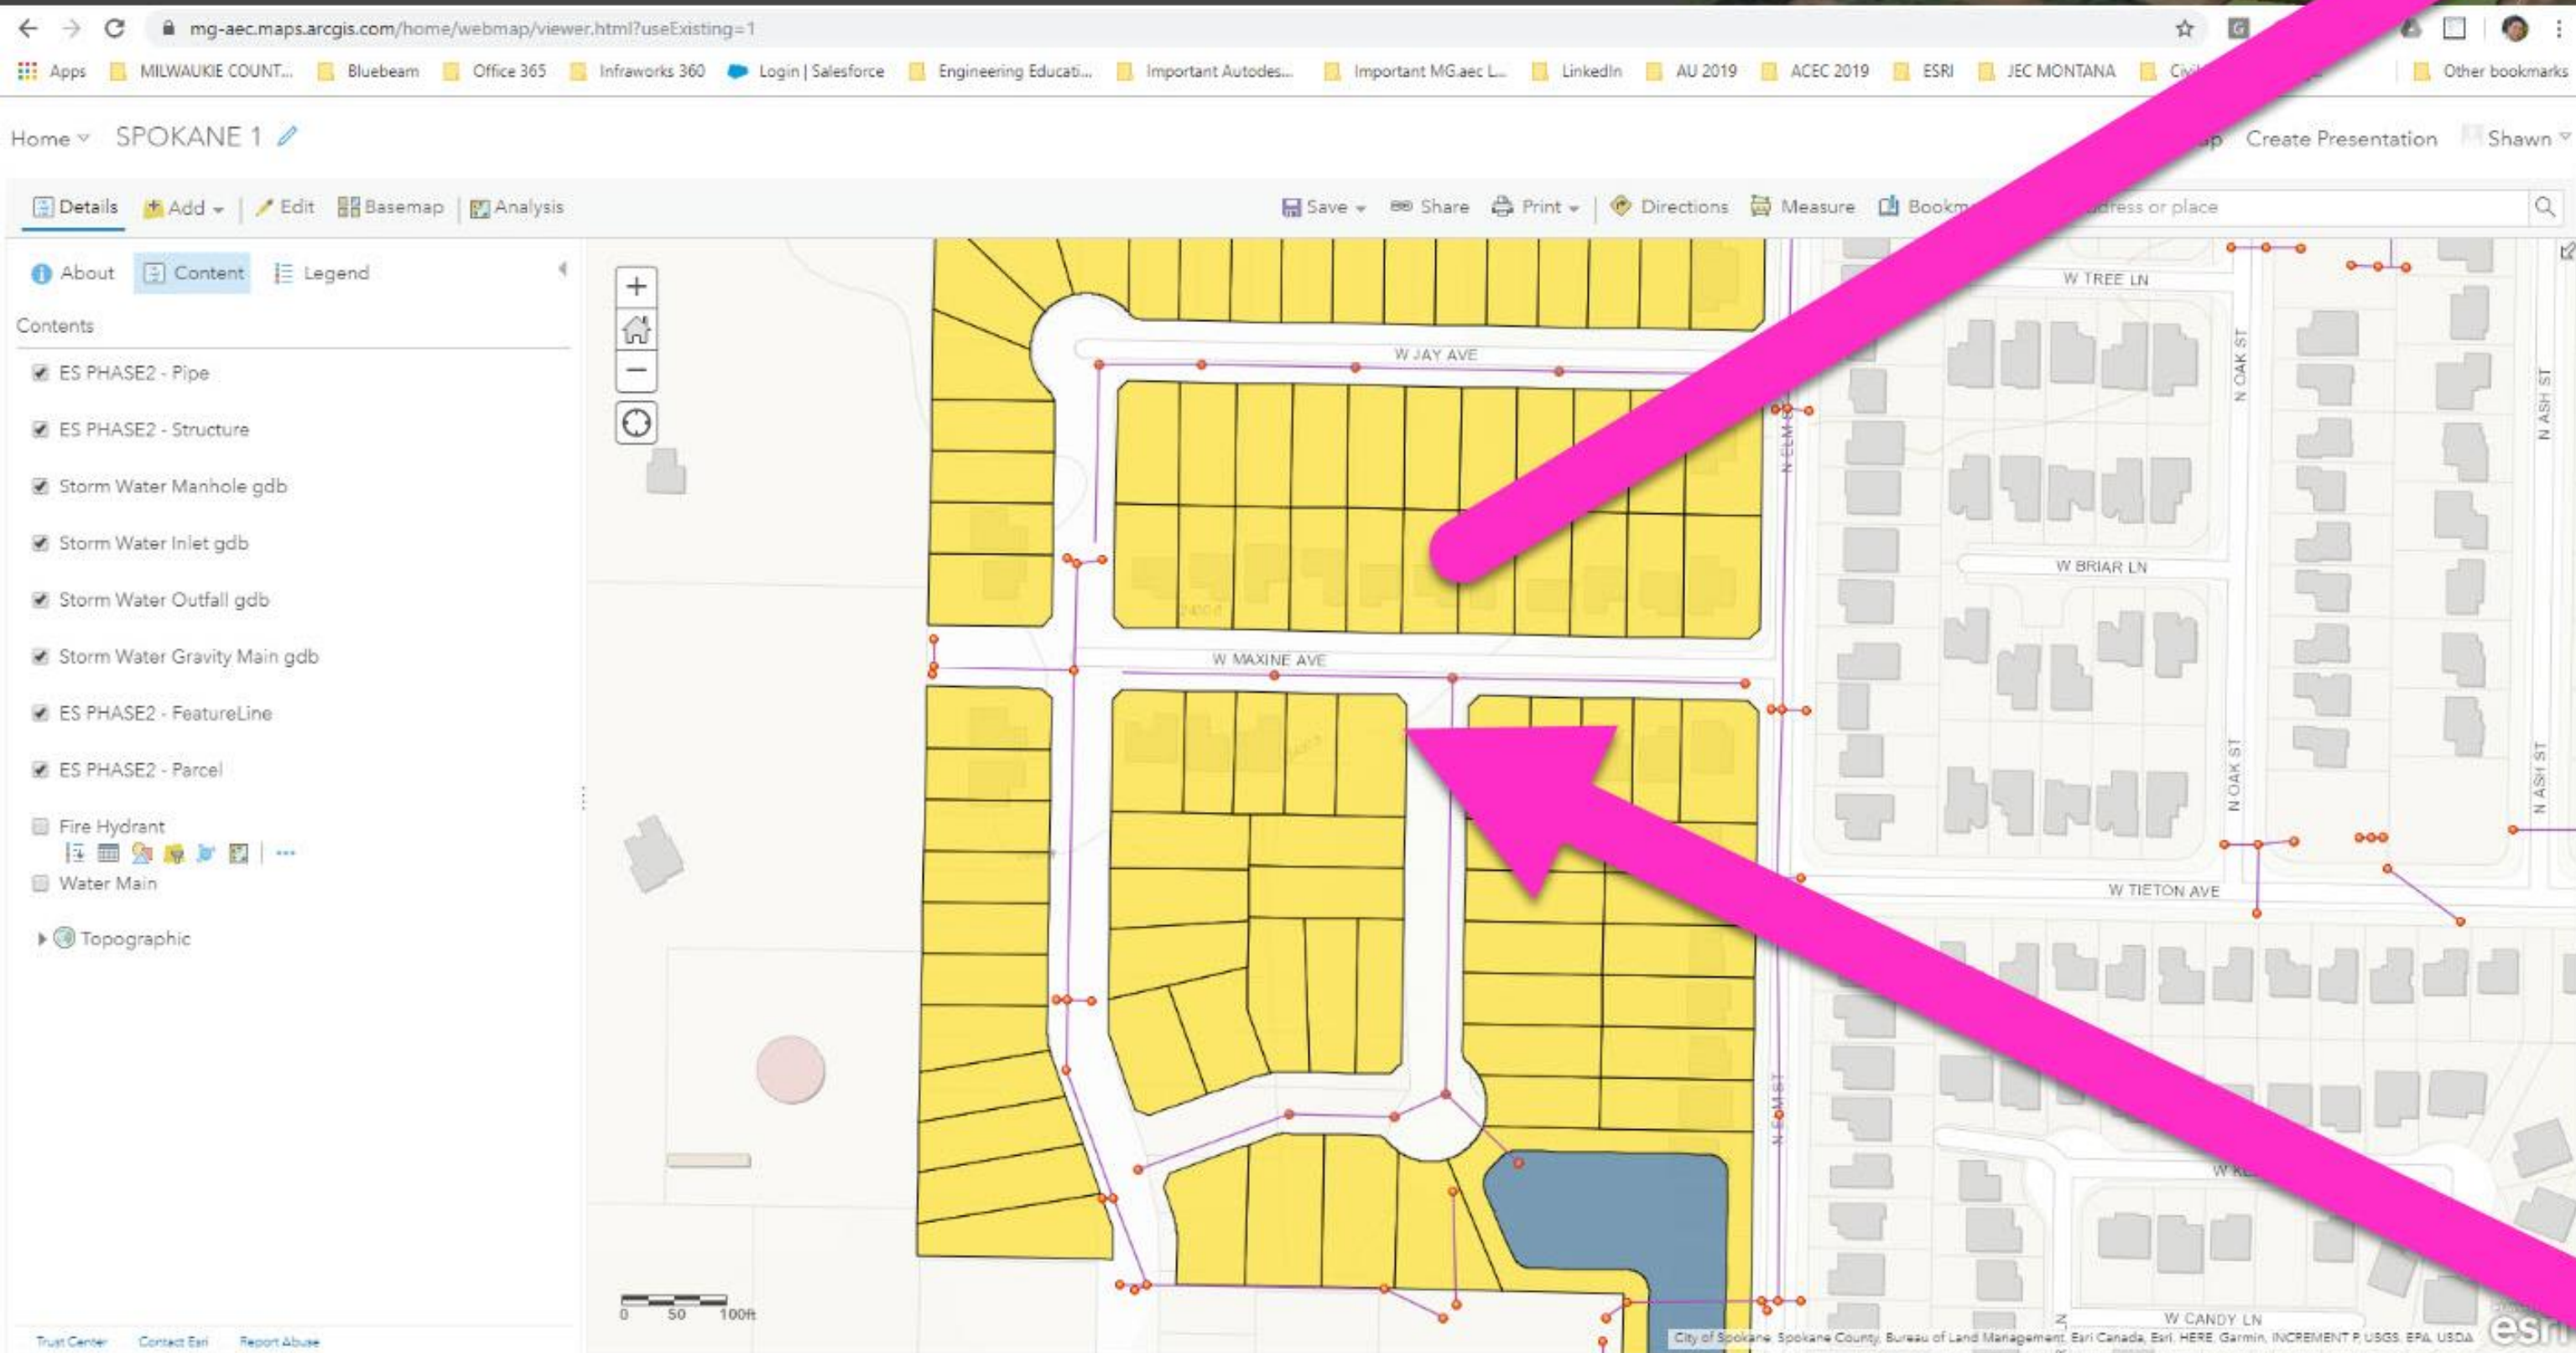 mg-aec.maps.arcgis.com/home/webmap/viewer.html?useExisting=1
Apps MILWAUKIE COUNT... Bluebeam Office 365 Infraworks 360 Login | Salesforce Engineering Educati... Important Autodes... Important MG.aec L... LinkedIn AU 2019 ACEC 2019 ESRI JEC MONTANA Other bookmarks
Home SPOKANE 1 Create Presentation Shawn
Details Add Edit Basemap Analysis Save Share Print Directions Measure or place
About Content Legend
Contents
ES PHASE2 - Pipe
ES PHASE2 - Structure
Storm Water Manhole gdb
Storm Water Inlet gdb
Storm Water Outfall gdb
Storm Water Gravity Main gdb
ES PHASE2 - FeatureLine
ES PHASE2 - Parcel
Fire Hydrant
Water Main
Topographic
Trust Center Contact Esri Report Abuse
W TREE LN
W JAY AVE
N OAK ST
N ASH ST
N ELM ST
W BRIAR LN
W MAXINE AVE
N OAK ST
N ASH ST
W TIETON AVE
N ELM ST
W CANDY LN
0 50 100ft
City of Spokane, Spokane County, Bureau of Land Management, Esri Canada, Esri, HERE, Garmin, INCREMENT P, USGS, EPA, USDA
esri